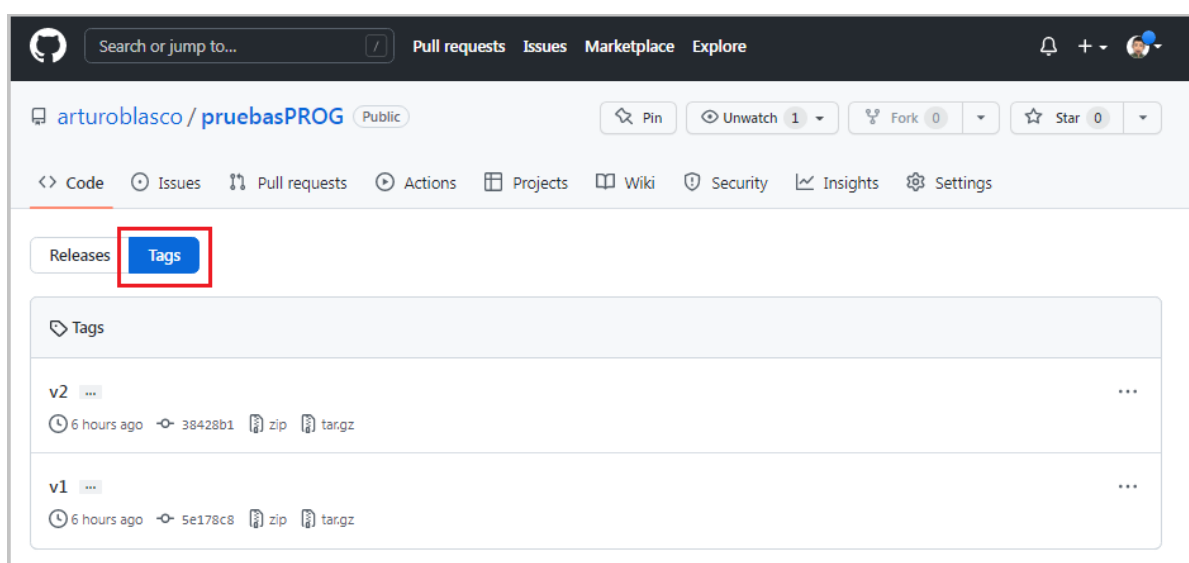 Search or jump to... / Pull requests Issues Marketplace Explore
arturoblasco / pruebasPROG Public Pin Unwatch 1 Fork 0 Star 0
<> Code Issues Pull requests Actions Projects Wiki Security Insights Settings
Releases Tags
Tags
v2 ...
6 hours ago 38428b1 zip tar.gz
v1 ...
6 hours ago 5e178c8 zip tar.gz